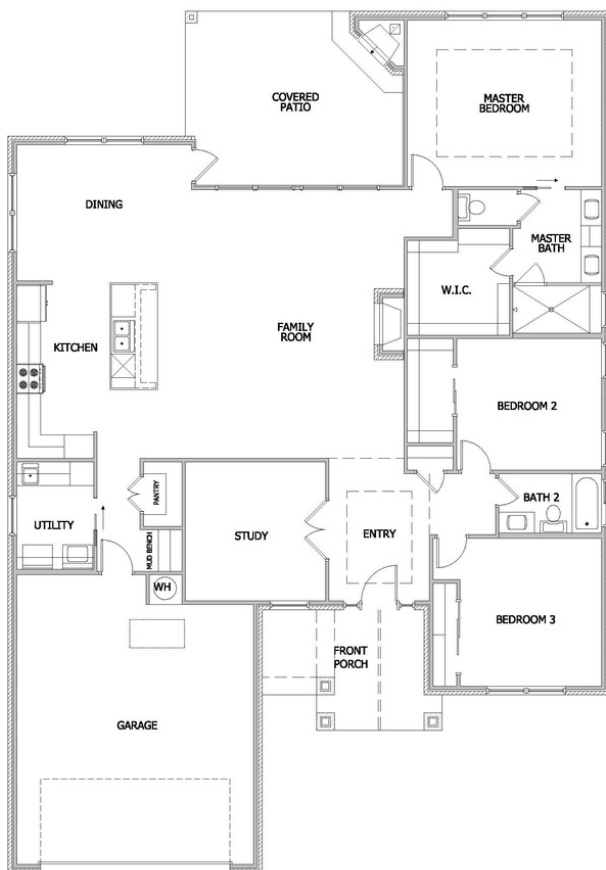 COVERED
PATIO
MASTER
BEDROOM
DINING
MASTER
BATH
W.I.C.
FAMILY
ROOM
KITCHEN
BEDROOM 2
PANTRY
BATH 2
UTILITY
STUDY
ENTRY
MUD BENCH
WH
BEDROOM 3
FRONT
PORCH
GARAGE